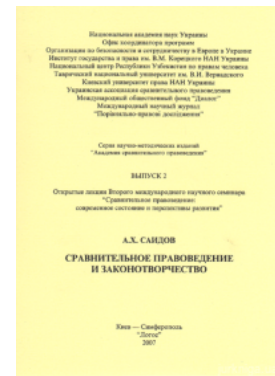 Национальная академия наук Украины
Офис координатора программ
Организации по безопасности и сотрудничеству в Европе в Украине
Институт государства и права им. В.М. Корецкого НАН Украины
Национальный центр Республики Узбекистан по правам человека
Таврический национальный университет им. В.И. Вернадского
Киевский университет права НАН Украины
Украинская ассоциация сравнительного правоведения
Международный общественный фонд "Диалог"
Международный научный журнал
"Порівняльно-правові дослідження"
Серия научно-методических изданий
"Академия сравнительного правоведения"
ВЫПУСК 2
Открытая лекция Второго международного научного семинара
"Сравнительное правоведение:
современное состояние и перспективы развития"
А.Х. САИДОВ
СРАВНИТЕЛЬНОЕ ПРАВОВЕДЕНИЕ
И ЗАКОНОТВОРЧЕСТВО
Киев — Симферополь
"Логос"
2007